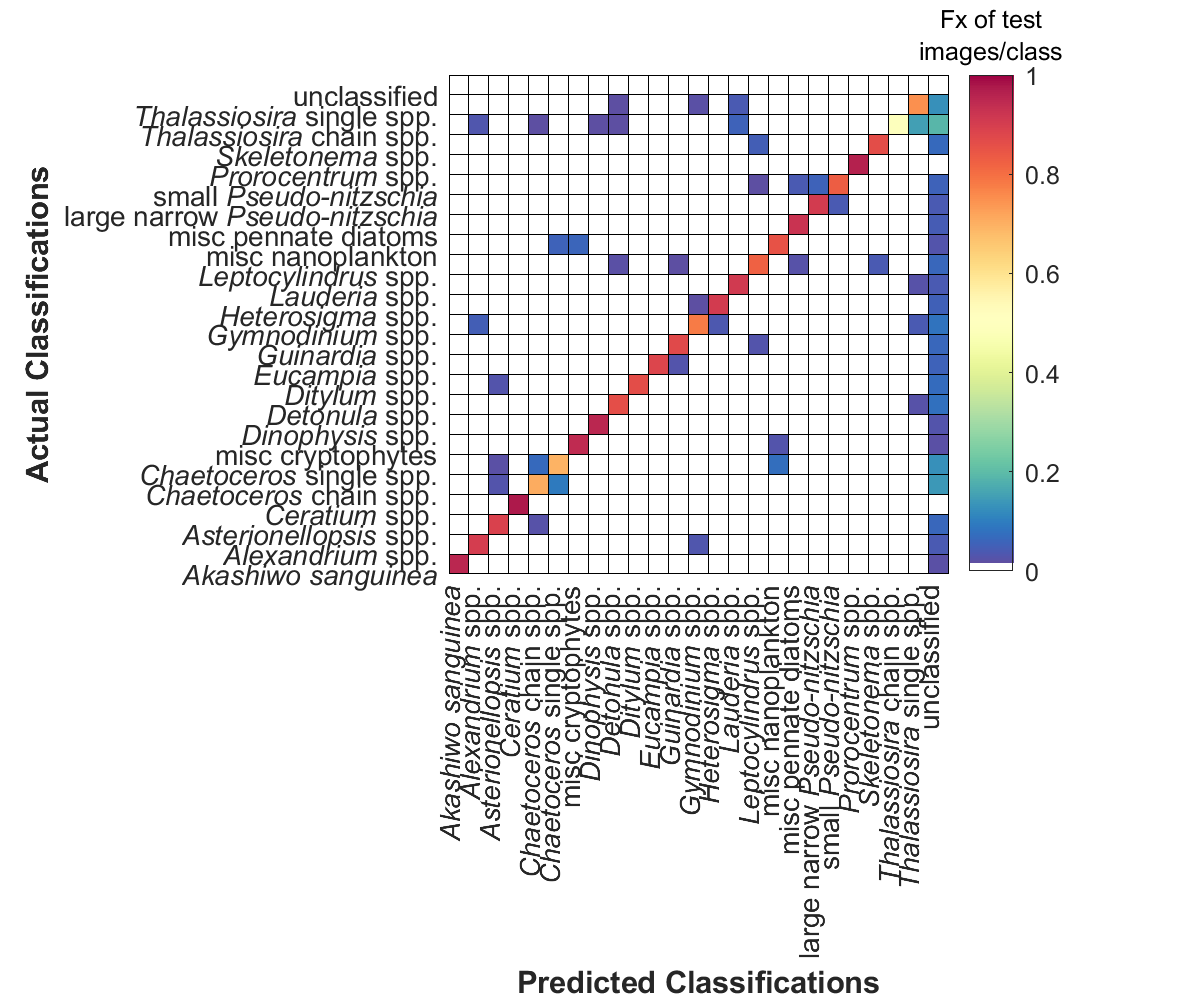 Fx of test
images/class
1
0.8
0.6
0.4
0.2
0
Actual Classifications
unclassified
Thalassiosira single spp.
Thalassiosira chain spp.
Skeletonema spp.
Prorocentrum spp.
small Pseudo-nitzschia
large narrow Pseudo-nitzschia
misc pennate diatoms
misc nanoplankton
Leptocylindrus spp.
Lauderia spp.
Heterosigma spp.
Gymnodinium spp.
Guinardia spp.
Eucampia spp.
Ditylum spp.
Detonula spp.
Dinophysis spp.
misc cryptophytes
Chaetoceros single spp.
Chaetoceros chain spp.
Ceratium spp.
Asterionellopsis spp.
Alexandrium spp.
Akashiwo sanguinea
Akashiwo sanguinea
Alexandrium spp.
Asterionellopsis spp.
Ceratium spp.
Chaetoceros chain spp.
Chaetoceros single spp.
misc cryptophytes
Dinophysis spp.
Detonula spp.
Ditylum spp.
Eucampia spp.
Guinardia spp.
Gymnodinium spp.
Heterosigma spp.
Lauderia spp.
Leptocylindrus spp.
misc nanoplankton
misc pennate diatoms
large narrow Pseudo-nitzschia
small Pseudo-nitzschia
Prorocentrum spp.
Skeletonema spp.
Thalassiosira chain spp.
Thalassiosira single spp.
unclassified
Predicted Classifications